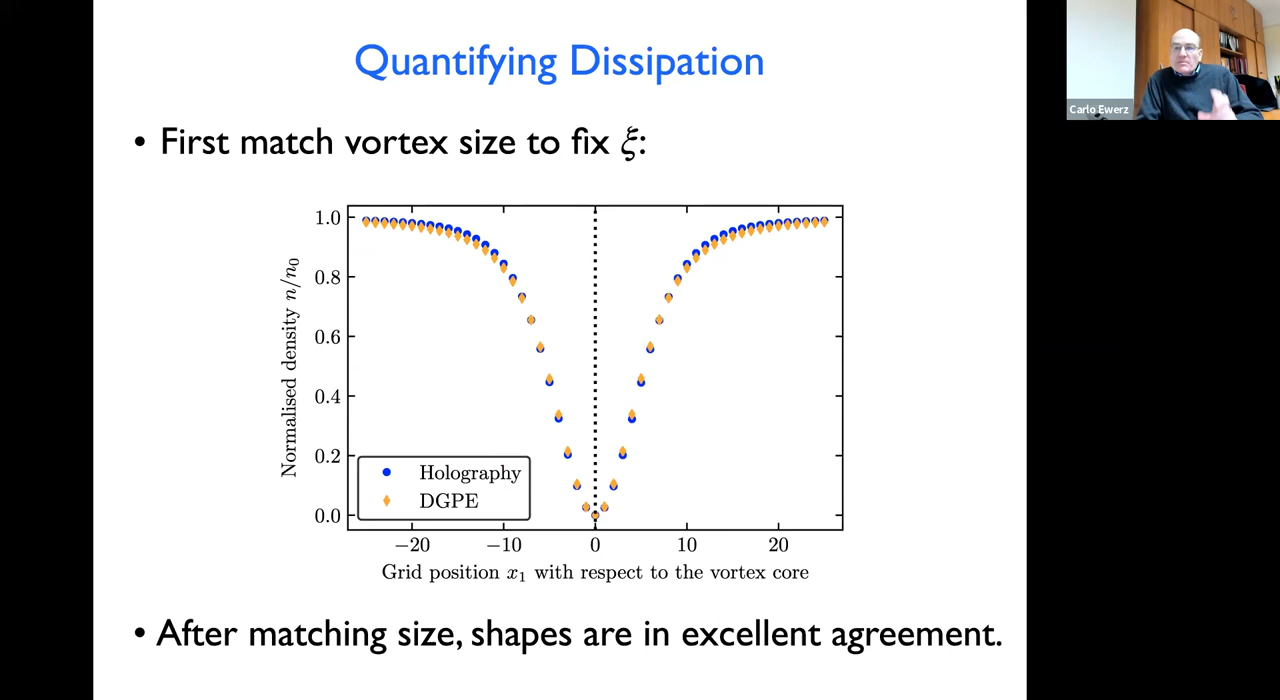 Quantifying Dissipation
Carlo Ewerz
• First match vortex size to fix ξ:
Normalised density n/n₀
1.0
0.8
0.6
0.4
0.2
0.0
Holography
DGPE
−20 −10 0 10 20
Grid position x₁ with respect to the vortex core
• After matching size, shapes are in excellent agreement.